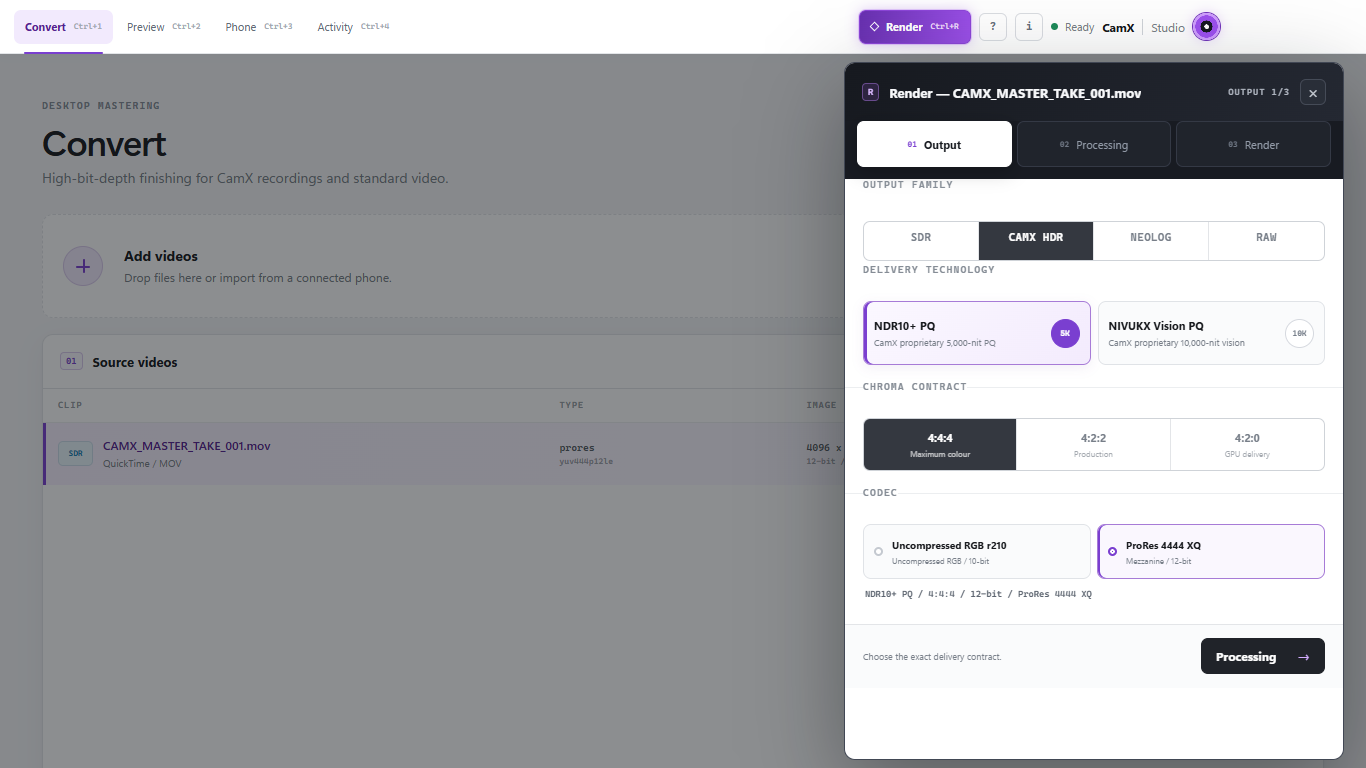 Convert Ctrl+1 Preview Ctrl+2 Phone Ctrl+3 Activity Ctrl+4
Render Ctrl+R ? i Ready CamX Studio
DESKTOP MASTERING
Convert
High-bit-depth finishing for CamX recordings and standard video.
Add videos
Drop files here or import from a connected phone.
01 Source videos
CLIP TYPE IMAGE
SDR CAMX_MASTER_TAKE_001.mov prores 4096 x
QuickTime / MOV yuv444p12le 12-bit /
R Render — CAMX_MASTER_TAKE_001.mov OUTPUT 1/3 ×
01 Output 02 Processing 03 Render
OUTPUT FAMILY
SDR CAMX HDR NEOLOG RAW
DELIVERY TECHNOLOGY
NDR10+ PQ 5K NIVUKX Vision PQ 10K
CamX proprietary 5,000-nit PQ CamX proprietary 10,000-nit vision
CHROMA CONTRACT
4:4:4 4:2:2 4:2:0
Maximum colour Production GPU delivery
CODEC
Uncompressed RGB r210 ProRes 4444 XQ
Uncompressed RGB / 10-bit Mezzanine / 12-bit
NDR10+ PQ / 4:4:4 / 12-bit / ProRes 4444 XQ
Choose the exact delivery contract. Processing →